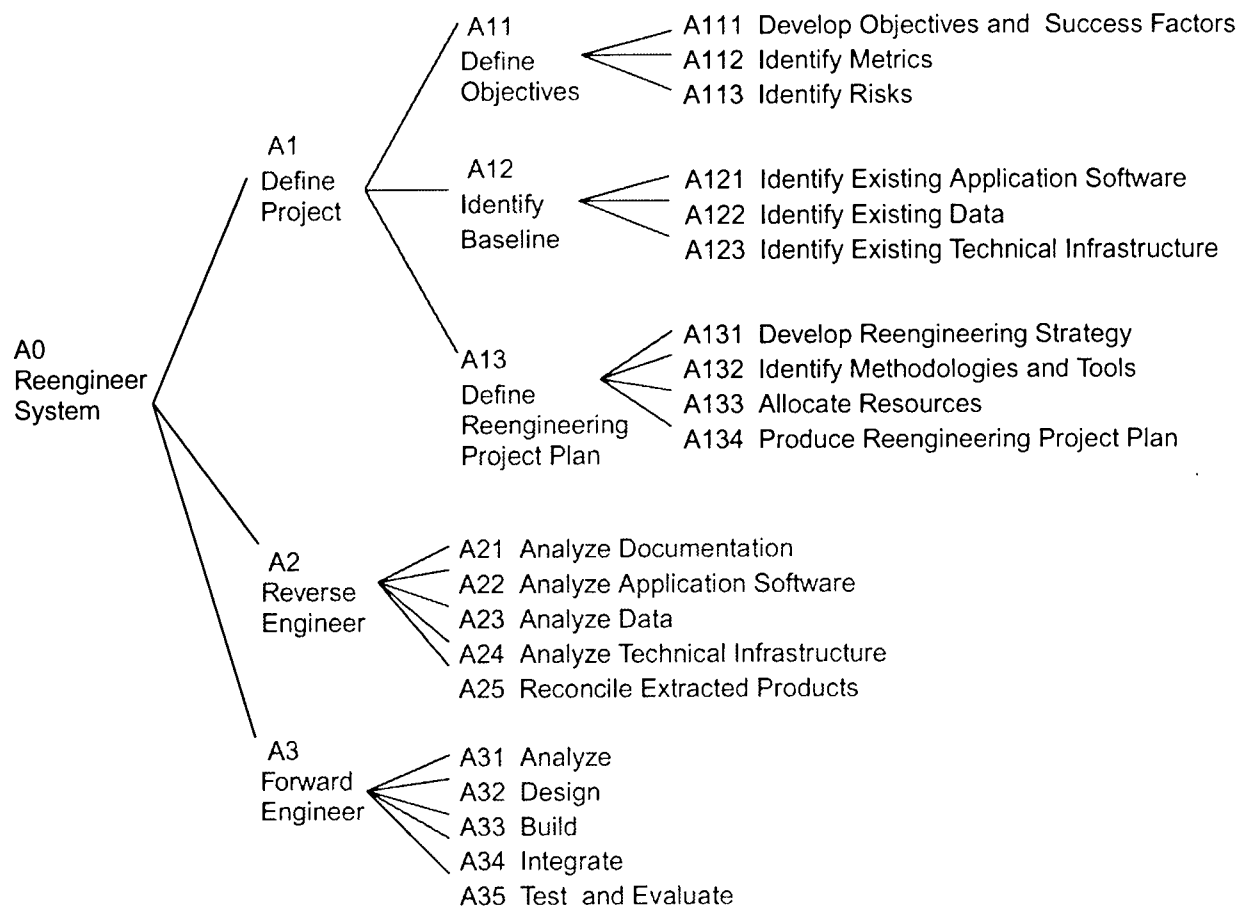 A0
Reengineer
System
A1
Define
Project
A11
Define
Objectives
A111 Develop Objectives and Success Factors
A112 Identify Metrics
A113 Identify Risks
A12
Identify
Baseline
A121 Identify Existing Application Software
A122 Identify Existing Data
A123 Identify Existing Technical Infrastructure
A13
Define
Reengineering
Project Plan
A131 Develop Reengineering Strategy
A132 Identify Methodologies and Tools
A133 Allocate Resources
A134 Produce Reengineering Project Plan
A2
Reverse
Engineer
A21 Analyze Documentation
A22 Analyze Application Software
A23 Analyze Data
A24 Analyze Technical Infrastructure
A25 Reconcile Extracted Products
A3
Forward
Engineer
A31 Analyze
A32 Design
A33 Build
A34 Integrate
A35 Test and Evaluate